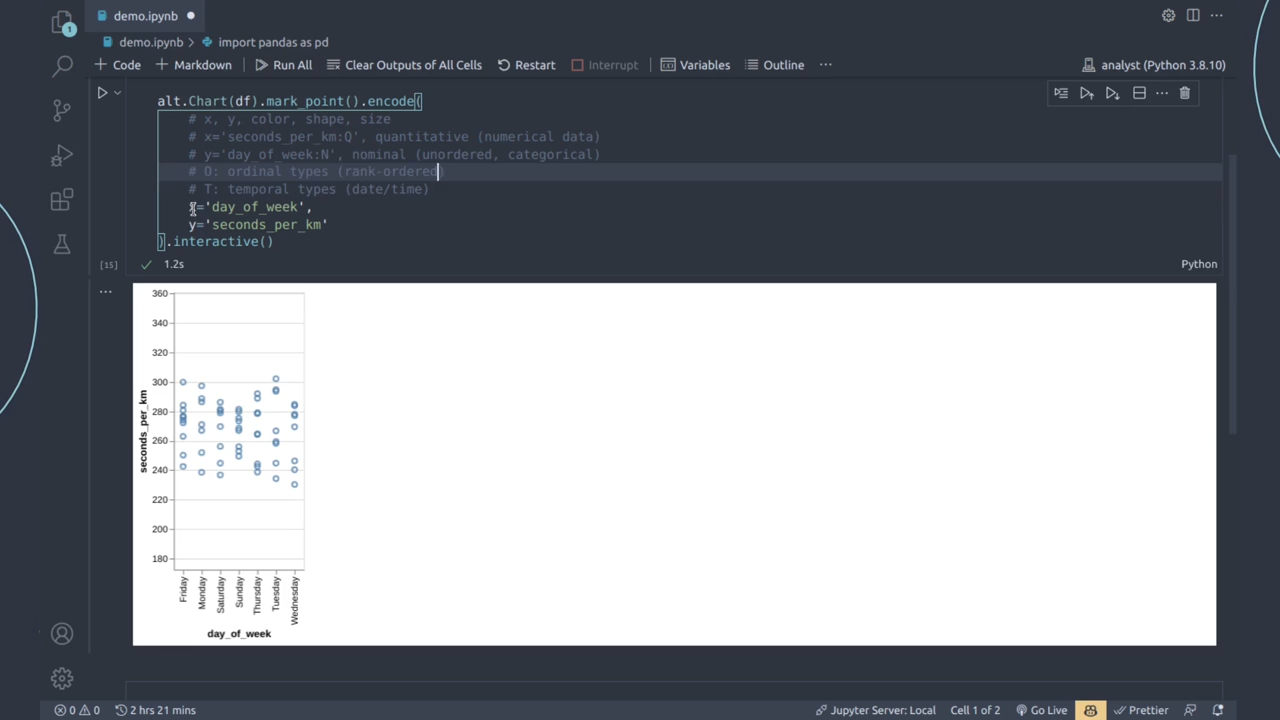 demo.ipynb
1
demo.ipynb > import pandas as pd
Code Markdown Run All Clear Outputs of All Cells Restart Interrupt Variables Outline ... analyst (Python 3.8.10)
alt.Chart(df).mark_point().encode(
# x, y, color, shape, size
# x='seconds_per_km:Q', quantitative (numerical data)
# y='day_of_week:N', nominal (unordered, categorical)
# O: ordinal types (rank-ordered)
# T: temporal types (date/time)
x='day_of_week',
y='seconds_per_km'
).interactive()
[15] 1.2s Python
360
340
320
300
280
260
240
220
200
180
seconds_per_km
Friday
Monday
Saturday
Sunday
Thursday
Tuesday
Wednesday
day_of_week
0 0 2 hrs 21 mins Jupyter Server: Local Cell 1 of 2 Go Live Prettier